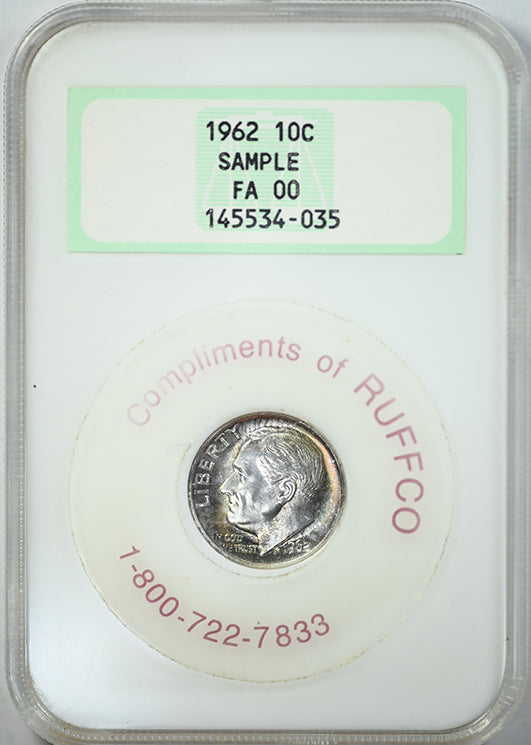 1962 10C
SAMPLE
FA 00
145534-035
Compliments of RUFFCO
LIBERTY
IN GOD
WE TRUST
1962
1-800-722-7833